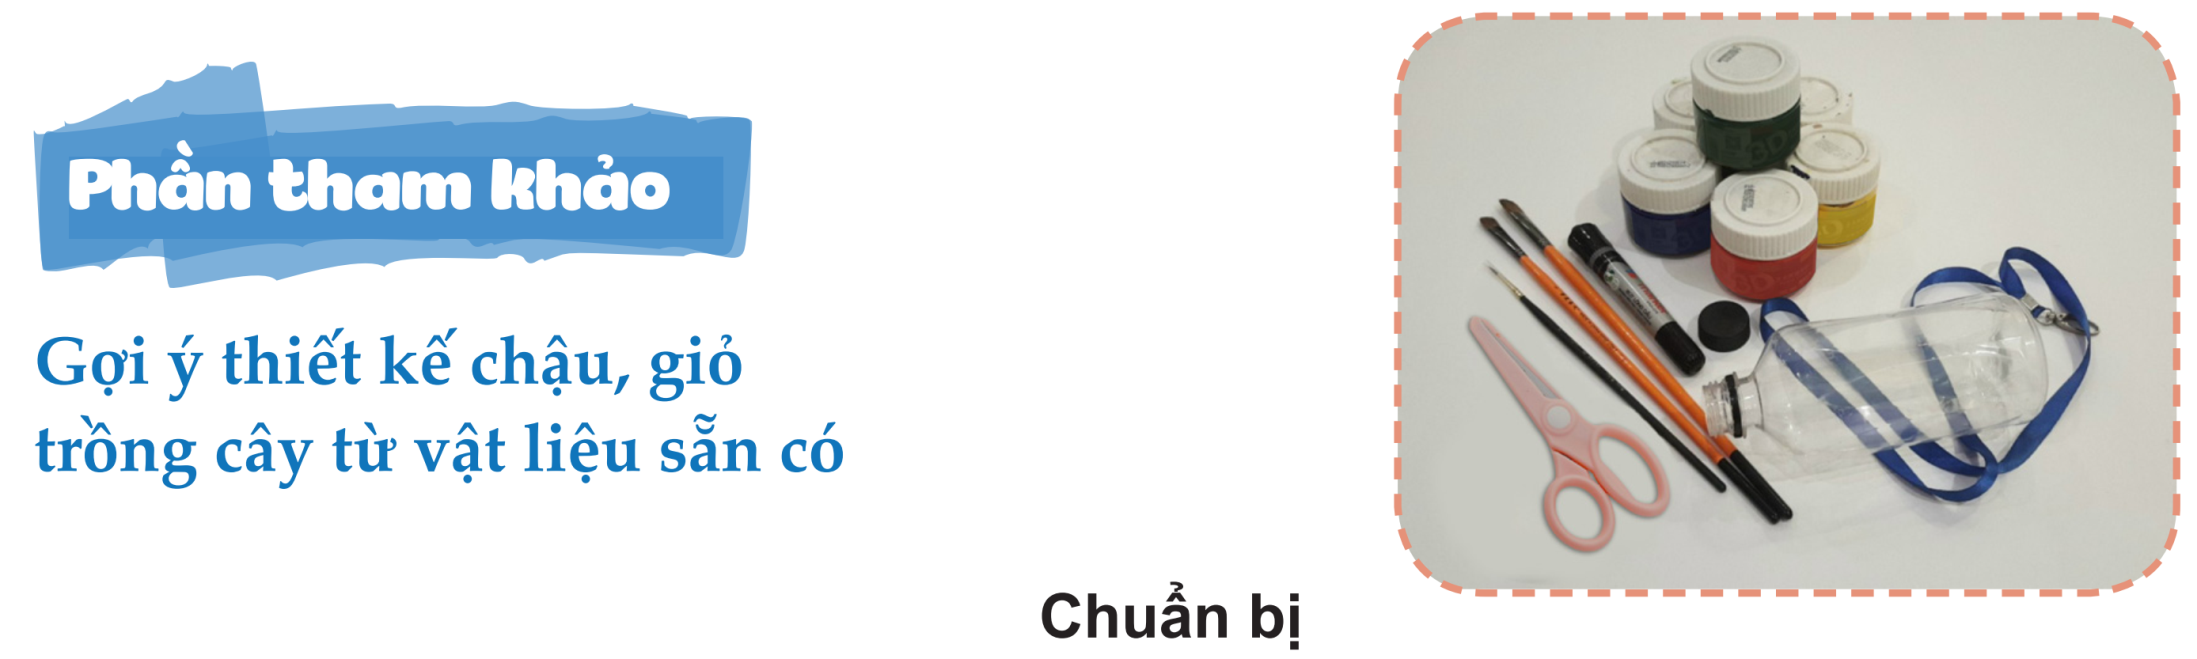 Phần tham khảo
Gợi ý thiết kế chậu, giỏ
trồng cây từ vật liệu sẵn có
Chuẩn bị